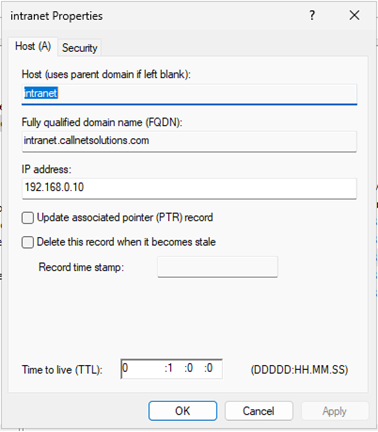 intranet Properties
Host (A) Security
Host (uses parent domain if left blank):
intranet
Fully qualified domain name (FQDN):
intranet.callnetsolutions.com
IP address:
192.168.0.10
Update associated pointer (PTR) record
Delete this record when it becomes stale
Record time stamp:
Time to live (TTL): 0 :1 :0 :0 (DDDDD:HH.MM.SS)
OK Cancel Apply